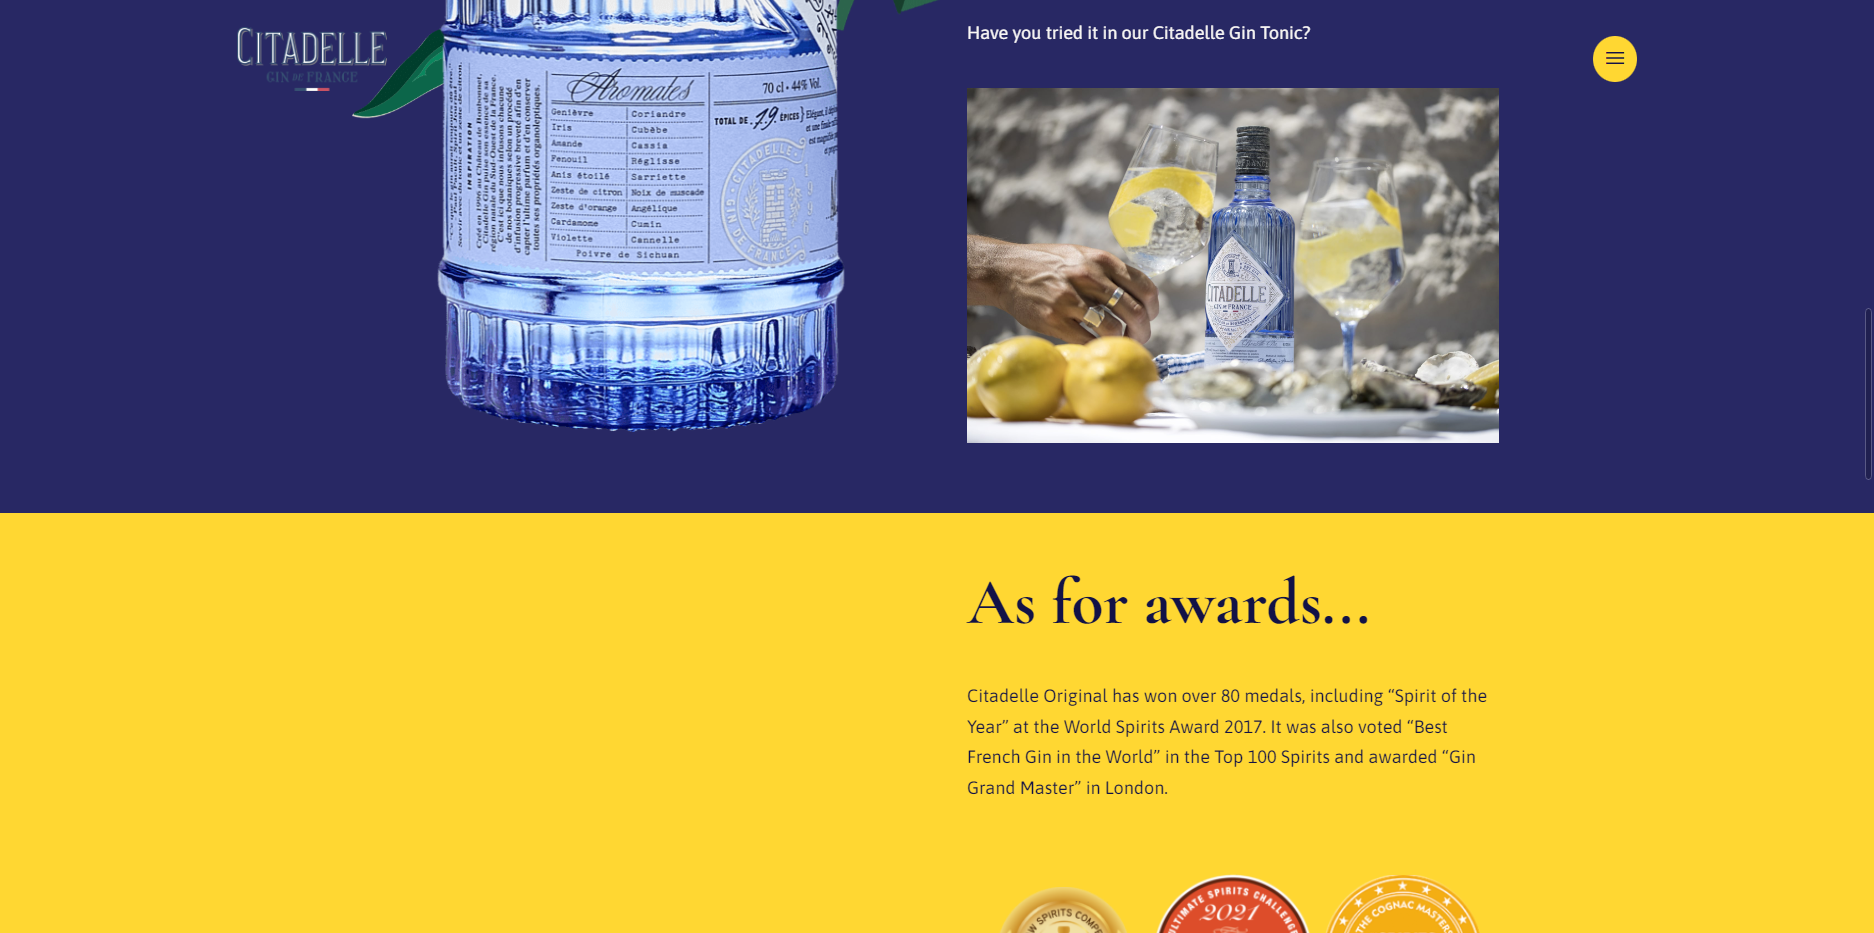 CITADELLE
GIN DE FRANCE
Have you tried it in our Citadelle Gin Tonic?
Aromates
70 cl • 44% Vol.
TOTAL DE 19 ÉPICES
Genièvre Coriandre
Iris Cubèbe
Amande Cassia
Fenouil Réglisse
Anis étoilé Sarriette
Zeste de citron Noix de muscade
Zeste d'orange Angélique
Cardamome Cumin
Violette Cannelle
Poivre de Sichuan
INSPIRATION
CITADELLE
GIN DE FRANCE
CITADELLE
GIN DE FRANCE
As for awards...
Citadelle Original has won over 80 medals, including “Spirit of the
Year” at the World Spirits Award 2017. It was also voted “Best
French Gin in the World” in the Top 100 Spirits and awarded “Gin
Grand Master” in London.
SPIRITS
ULTIMATE SPIRITS CHALLENGE
2021
THE COGNAC MASTERS